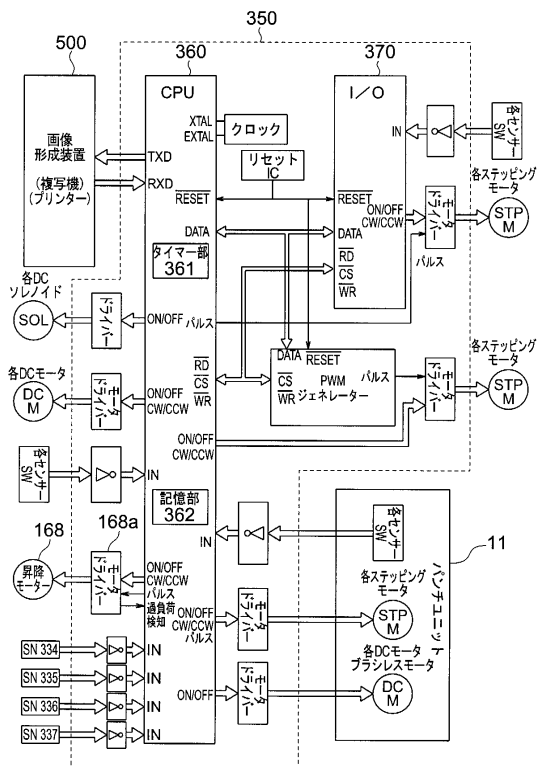 350
500
360
370
画像
形成装置
(複写機)
(プリンター)
CPU
XTAL
EXTAL
クロック
リセット
IC
TXD
RXD
RESET
DATA
タイマー部
361
I/O
IN
各センサー
SW
RESET
ON/OFF
CW/CCW
DATA
RD
CS
WR
モータ
ドライバー
パルス
各ステッピング
モータ
STP
M
各DC
ソレノイド
SOL
ドライバー
ON/OFF
パルス
DATA
RESET
CS
PWM
パルス
WR
ジェネレーター
モータ
ドライバー
各ステッピング
モータ
STP
M
各DCモータ
DC
M
モータ
ドライバー
ON/OFF
CW/CCW
RD
CS
WR
ON/OFF
CW/CCW
各センサー
SW
IN
記憶部
362
IN
各センサー
SW
11
パンチユニット
168
168a
昇降
モーター
モータ
ドライバー
ON/OFF
CW/CCW
パルス
過負荷
検知
ON/OFF
CW/CCW
パルス
モータ
ドライバー
各ステッピング
モータ
STP
M
ON/OFF
モータ
ドライバー
各DCモータ
ブラシレスモータ
DC
M
SN 334
IN
SN 335
IN
SN 336
IN
SN 337
IN